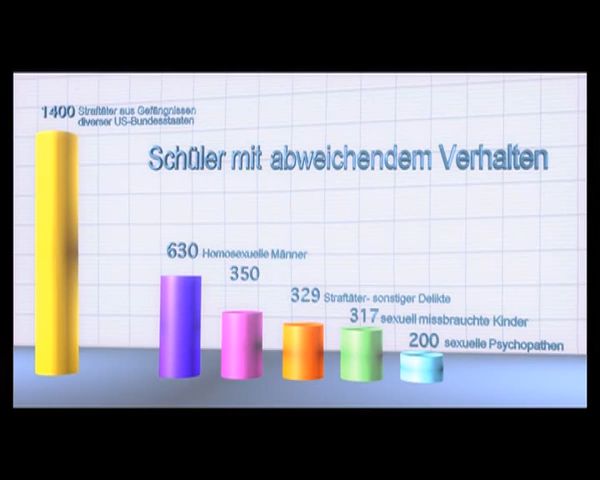 1400 Straftäter aus Gefängnissen
diverser US-Bundesstaaten
Schüler mit abweichendem Verhalten
630 Homosexuelle Männer
350
329 Straftäter- sonstiger Delikte
317 sexuell missbrauchte Kinder
200 sexuelle Psychopathen